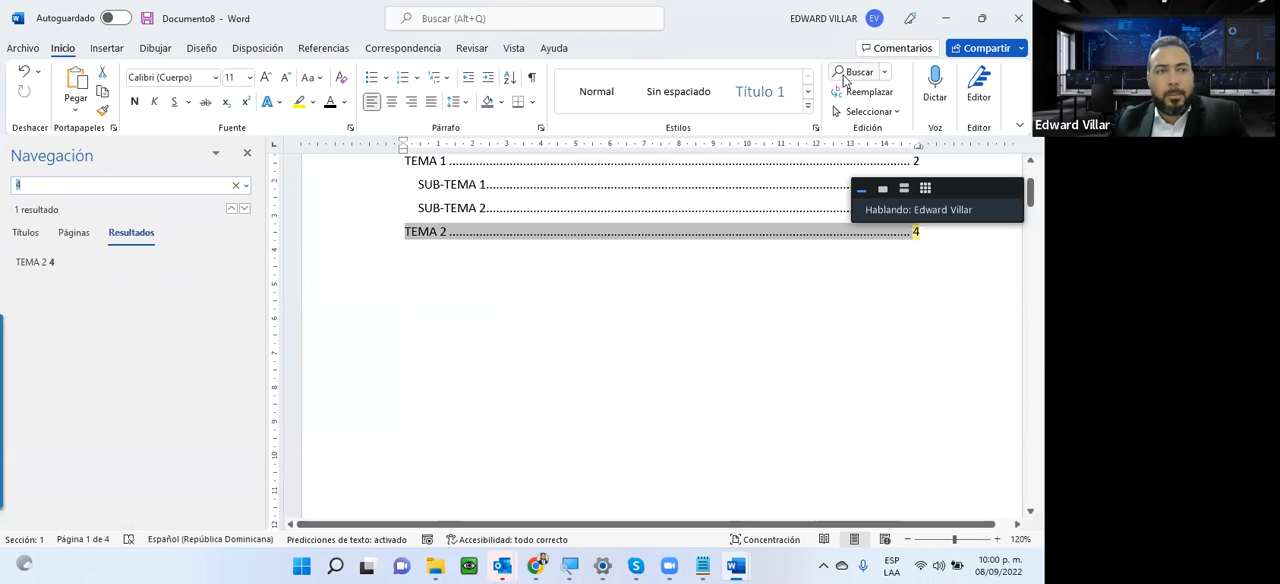 Autoguardado
Documento8 - Word
Buscar (Alt+Q)
EDWARD VILLAR
EV
Archivo Inicio Insertar Dibujar Diseño Disposición Referencias Correspondencia Revisar Vista Ayuda
Comentarios
Compartir
Pegar
Calibri (Cuerpo) 11
Normal
Sin espaciado
Título 1
Buscar
Reemplazar
Seleccionar
Dictar
Editor
Deshacer Portapapeles Fuente Párrafo Estilos Edición Voz Editor
Edward Villar
Navegación
4
1 resultado
Títulos Páginas Resultados
TEMA 2 4
TEMA 1 ........ 2
SUB-TEMA 1........
SUB-TEMA 2........
TEMA 2 ........ 4
Hablando: Edward Villar
Sección: 1 Página 1 de 4 Español (República Dominicana) Predicciones de texto: activado Accesibilidad: todo correcto Concentración 120%
ESP
LAA
10:00 p. m.
08/09/2022